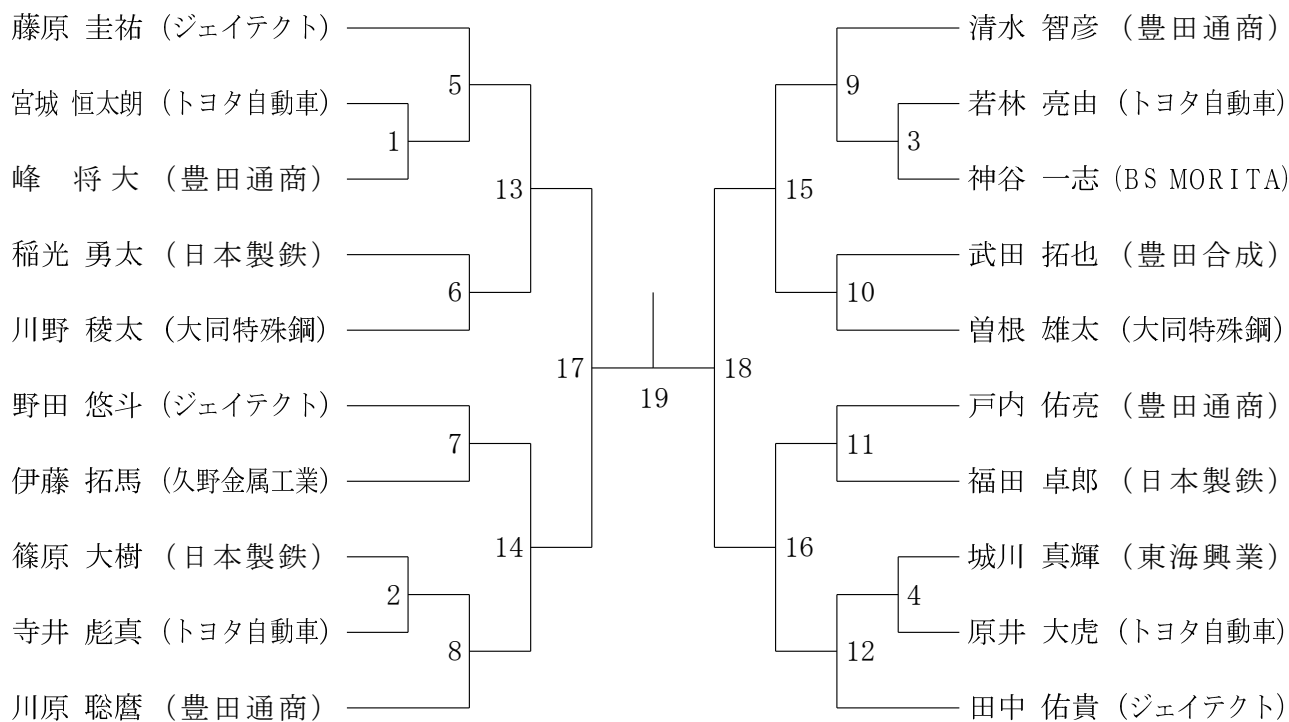 藤原 圭祐 (ジェイテクト)
宮城 恒太朗 (トヨタ自動車)
峰 将大 (豊田通商)
稲光 勇太 (日本製鉄)
川野 稜太 (大同特殊鋼)
野田 悠斗 (ジェイテクト)
伊藤 拓馬 (久野金属工業)
篠原 大樹 (日本製鉄)
寺井 彪真 (トヨタ自動車)
川原 聡麿 (豊田通商)
5
1
13
6
17
7
14
2
8
19
9
3
15
10
18
11
16
4
12
清水 智彦 (豊田通商)
若林 亮由 (トヨタ自動車)
神谷 一志 (BS MORITA)
武田 拓也 (豊田合成)
曽根 雄太 (大同特殊鋼)
戸内 佑亮 (豊田通商)
福田 卓郎 (日本製鉄)
城川 真輝 (東海興業)
原井 大虎 (トヨタ自動車)
田中 佑貴 (ジェイテクト)